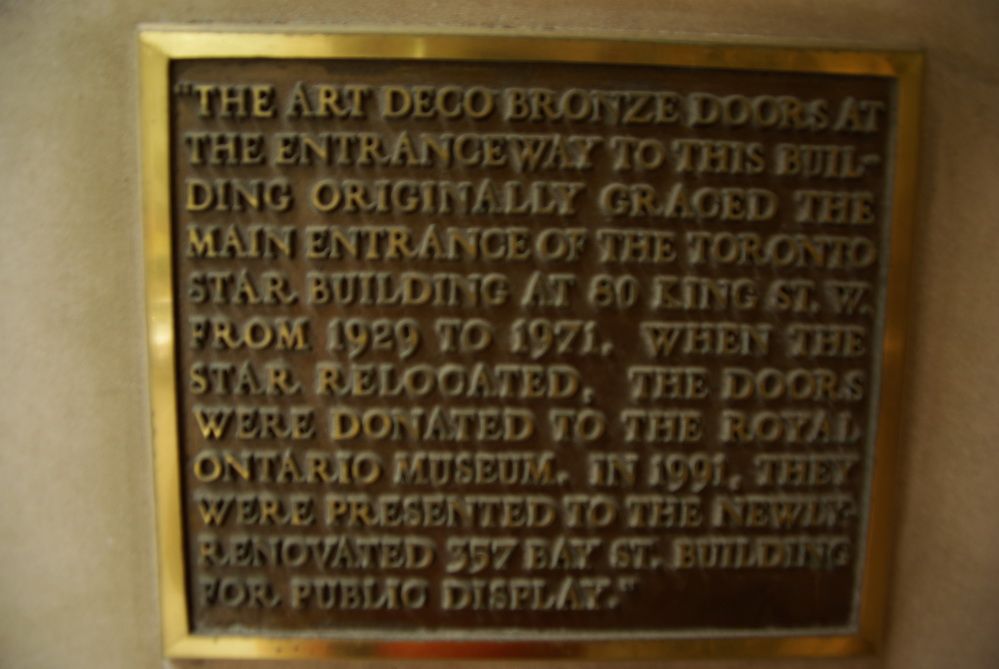 "THE ART DECO BRONZE DOORS AT
THE ENTRANCEWAY TO THIS BUIL-
DING ORIGINALLY GRACED THE
MAIN ENTRANCE OF THE TORONTO
STAR BUILDING AT 80 KING ST. W.
FROM 1929 TO 1971. WHEN THE
STAR RELOCATED, THE DOORS
WERE DONATED TO THE ROYAL
ONTARIO MUSEUM. IN 1991, THEY
WERE PRESENTED TO THE NEWLY-
RENOVATED 357 BAY ST. BUILDING
FOR PUBLIC DISPLAY."